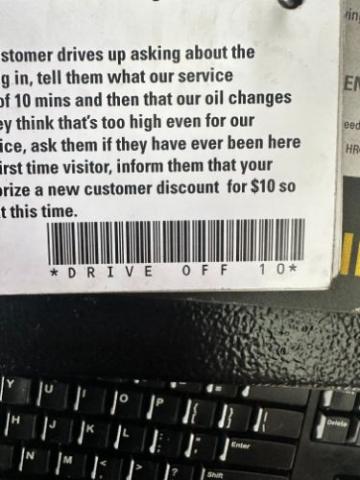 stomer drives up asking about the
g in, tell them what our service
of 10 mins and then that our oil changes
ey think that's too high even for our
ice, ask them if they have ever been here
irst time visitor, inform them that your
orize a new customer discount for $10 so
t this time.
*DRIVE OFF 10*
Y U I O P { } |
H J K L : ; " ' Enter
N M < > ? Shift
Delete